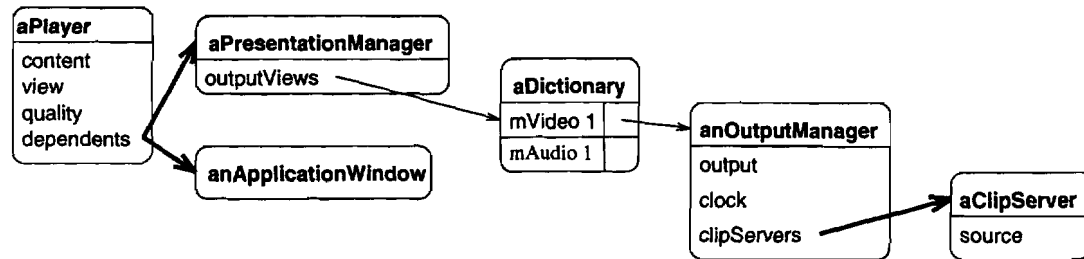 aPlayer
content
view
quality
dependents
aPresentationManager
outputViews
anApplicationWindow
aDictionary
mVideo 1
mAudio 1
anOutputManager
output
clock
clipServers
aClipServer
source